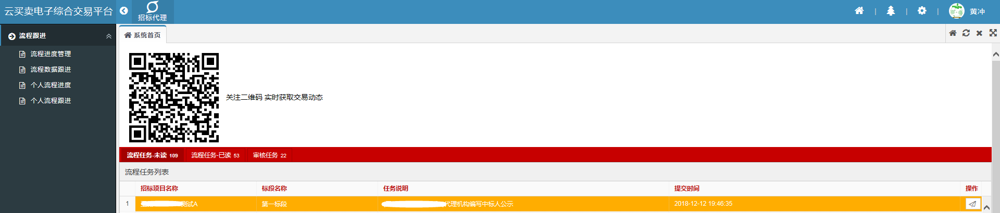 云买卖电子综合交易平台
招标代理
黄冲
流程跟进
流程进度管理
流程数据跟进
个人流程进度
个人流程跟进
系统首页
关注二维码 实时获取交易动态
流程任务-未读 109 流程任务-已读 53 审核任务 22
流程任务列表
招标项目名称 标段名称 任务说明 提交时间 操作
1 测试A 第一标段 代理机构编写中标人公示 2018-12-12 19:46:35